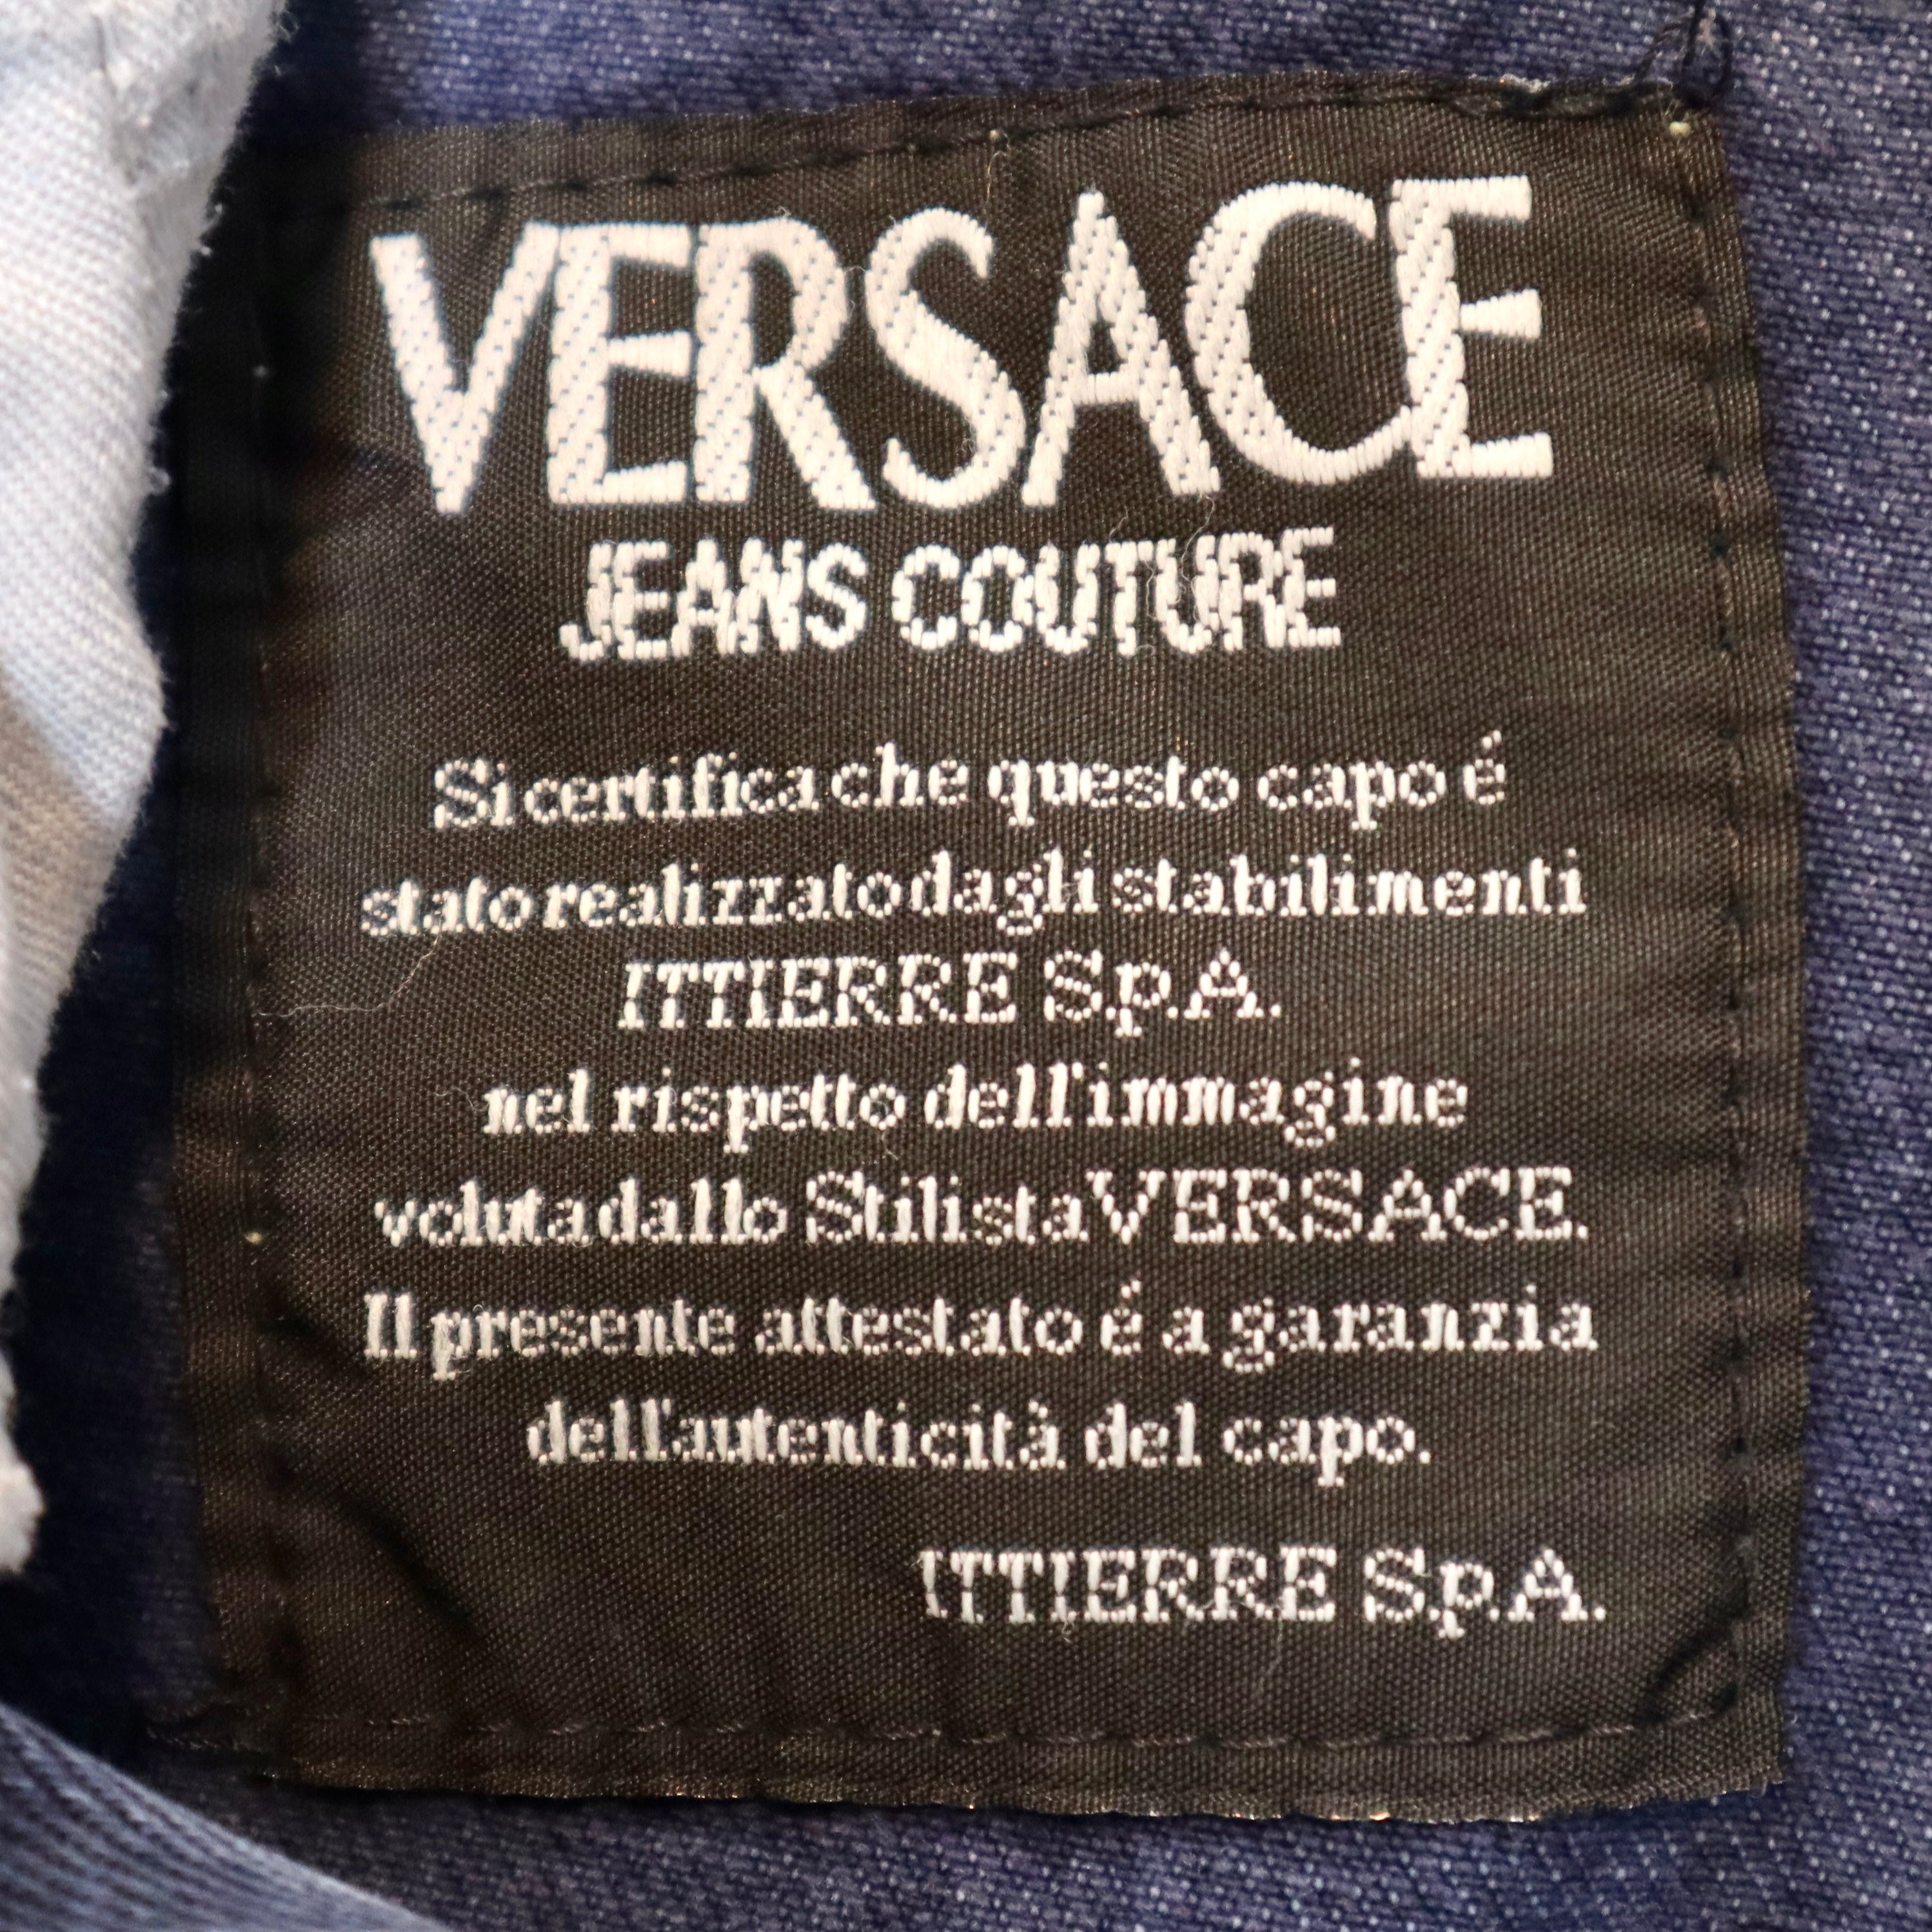 VERSACE
JEANS COUTURE
Si certifica che questo capo é
stato realizzato dagli stabilimenti
ITTIERRE S.p.A.
nel rispetto dell'immagine
voluta dallo Stilista VERSACE.
Il presente attestato é a garanzia
dell'autenticità del capo.
ITTIERRE S.p.A.